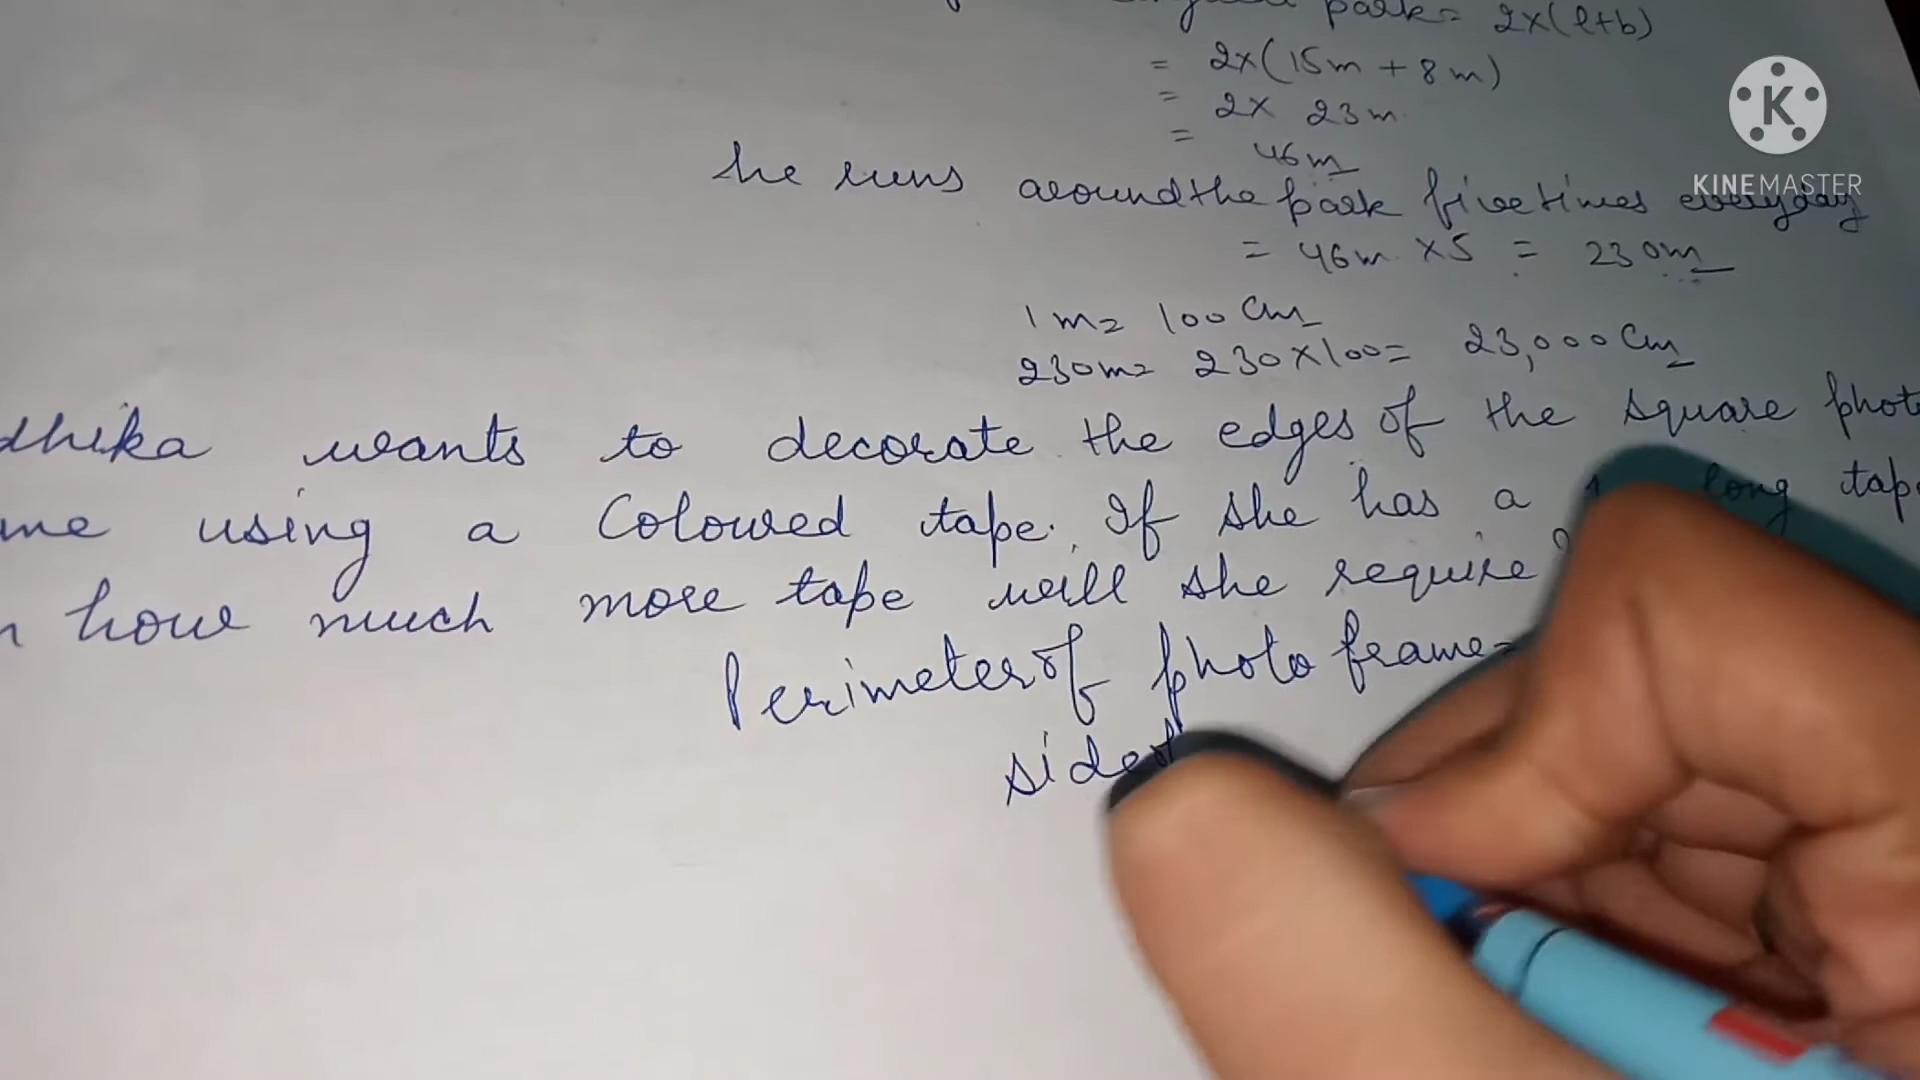 park= 2x(l+b)
= 2x(15m + 8m)
= 2x 23m
= 46m
KINEMASTER
he runs around the park five times everyday
= 46m x5 = 230m
1m= 100 Cm
230m= 230x100= 23,000 Cm
dhika wants to decorate the edges of the square phot
me using a Coloured tape. If she has a long tape
n how much more tape will she require?
Perimeter of photo frame=
side